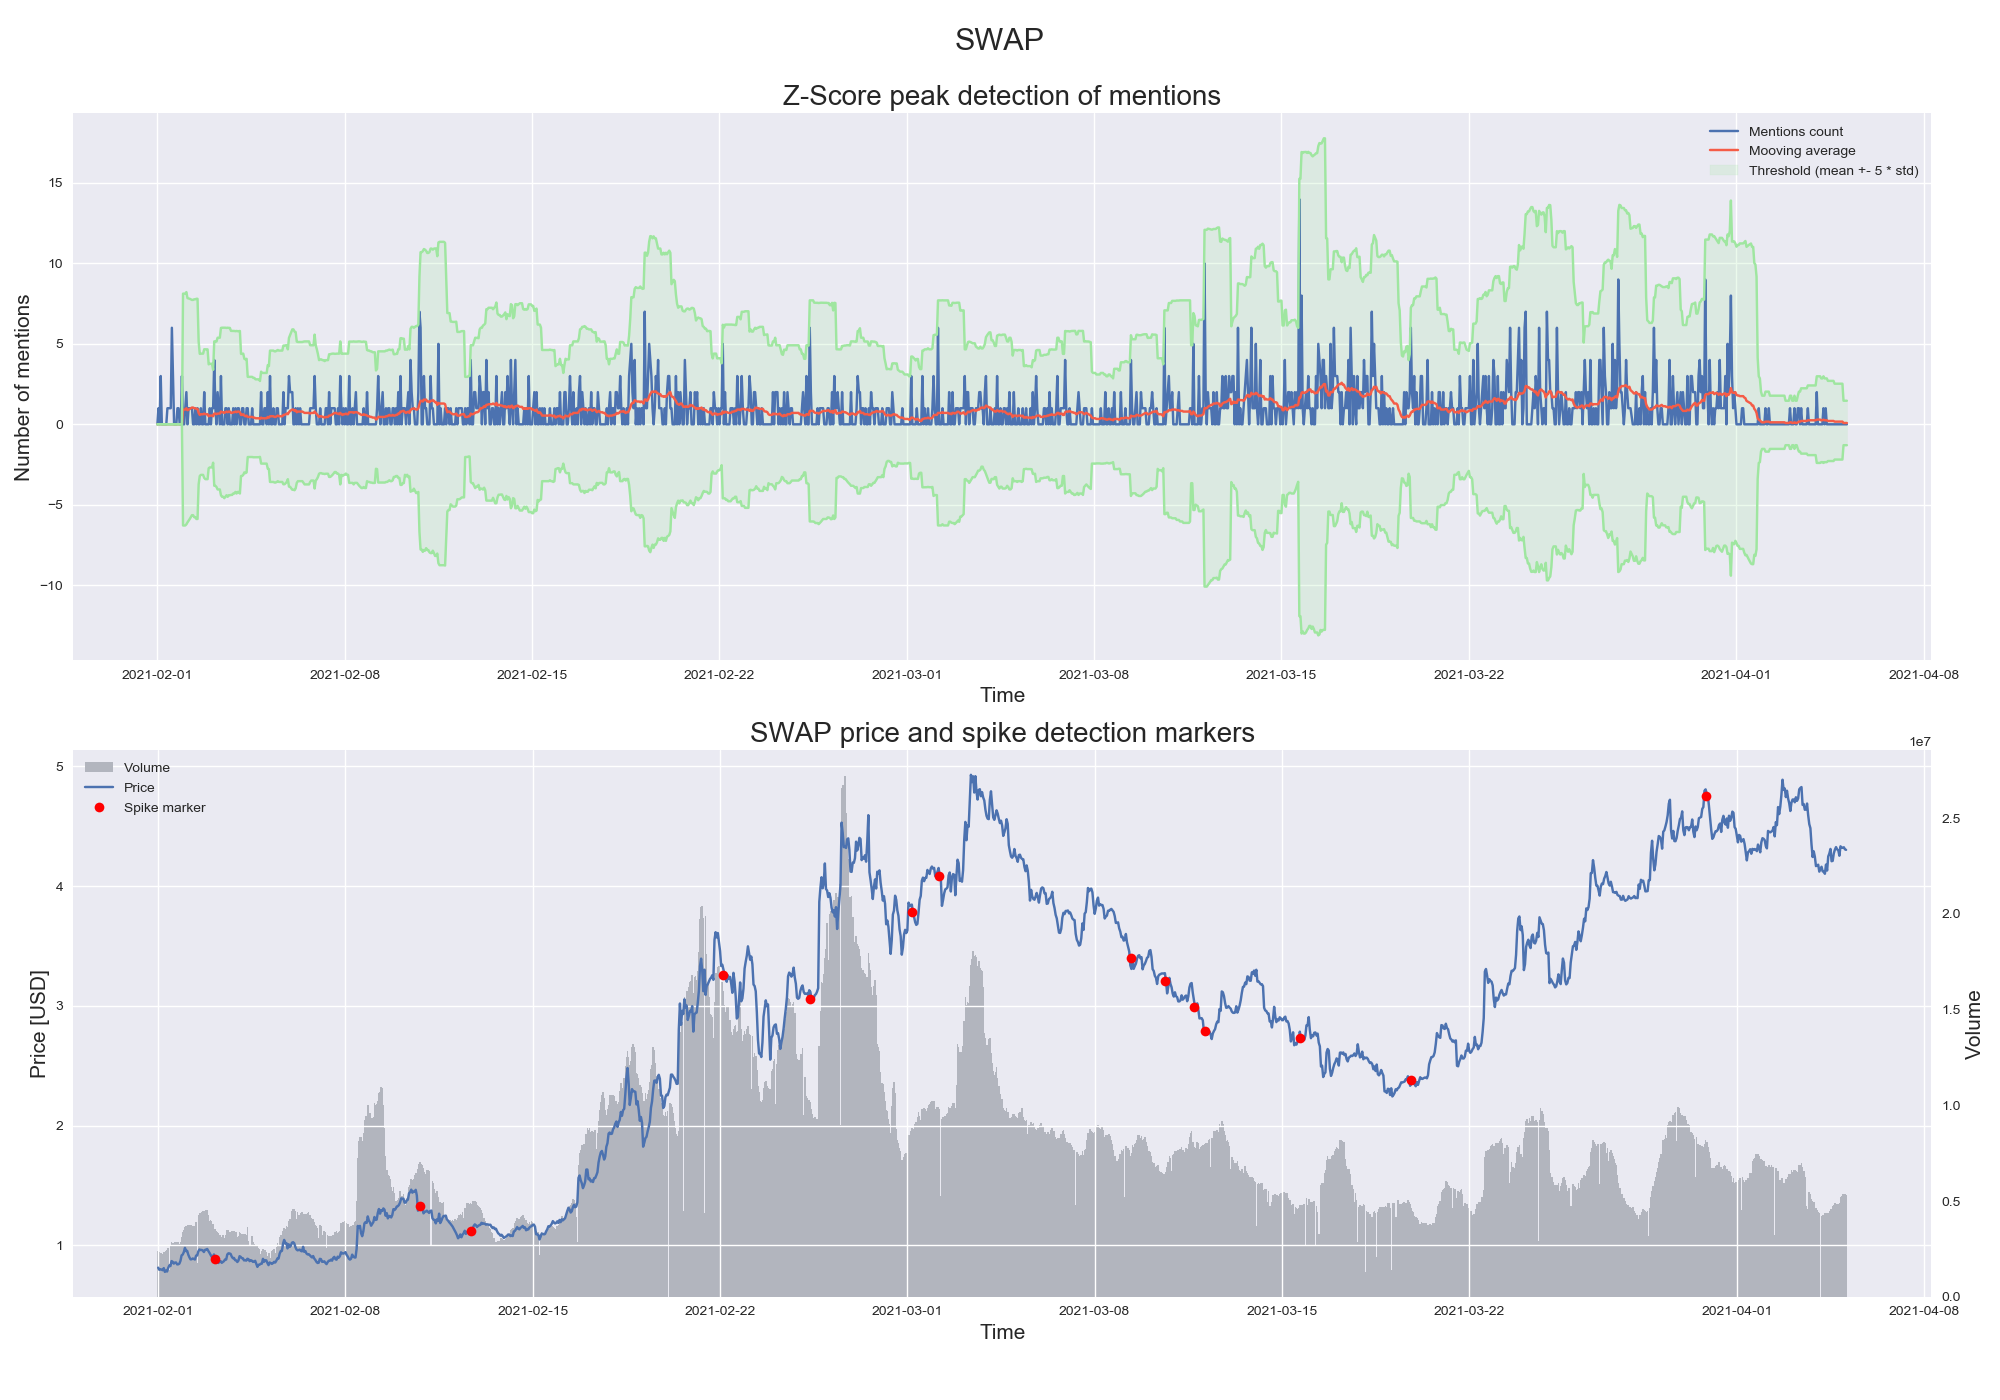 SWAP
Z-Score peak detection of mentions
Mentions count
Mooving average
Threshold (mean +- 5 * std)
Number of mentions
15
10
5
0
−5
−10
2021-02-01 2021-02-08 2021-02-15 2021-02-22 2021-03-01 2021-03-08 2021-03-15 2021-03-22 2021-04-01 2021-04-08
Time
SWAP price and spike detection markers
1e7
Volume
Price
Spike marker
Price [USD]
5
4
3
2
1
2.5
2.0
1.5
1.0
0.5
0.0
Volume
2021-02-01 2021-02-08 2021-02-15 2021-02-22 2021-03-01 2021-03-08 2021-03-15 2021-03-22 2021-04-01 2021-04-08
Time